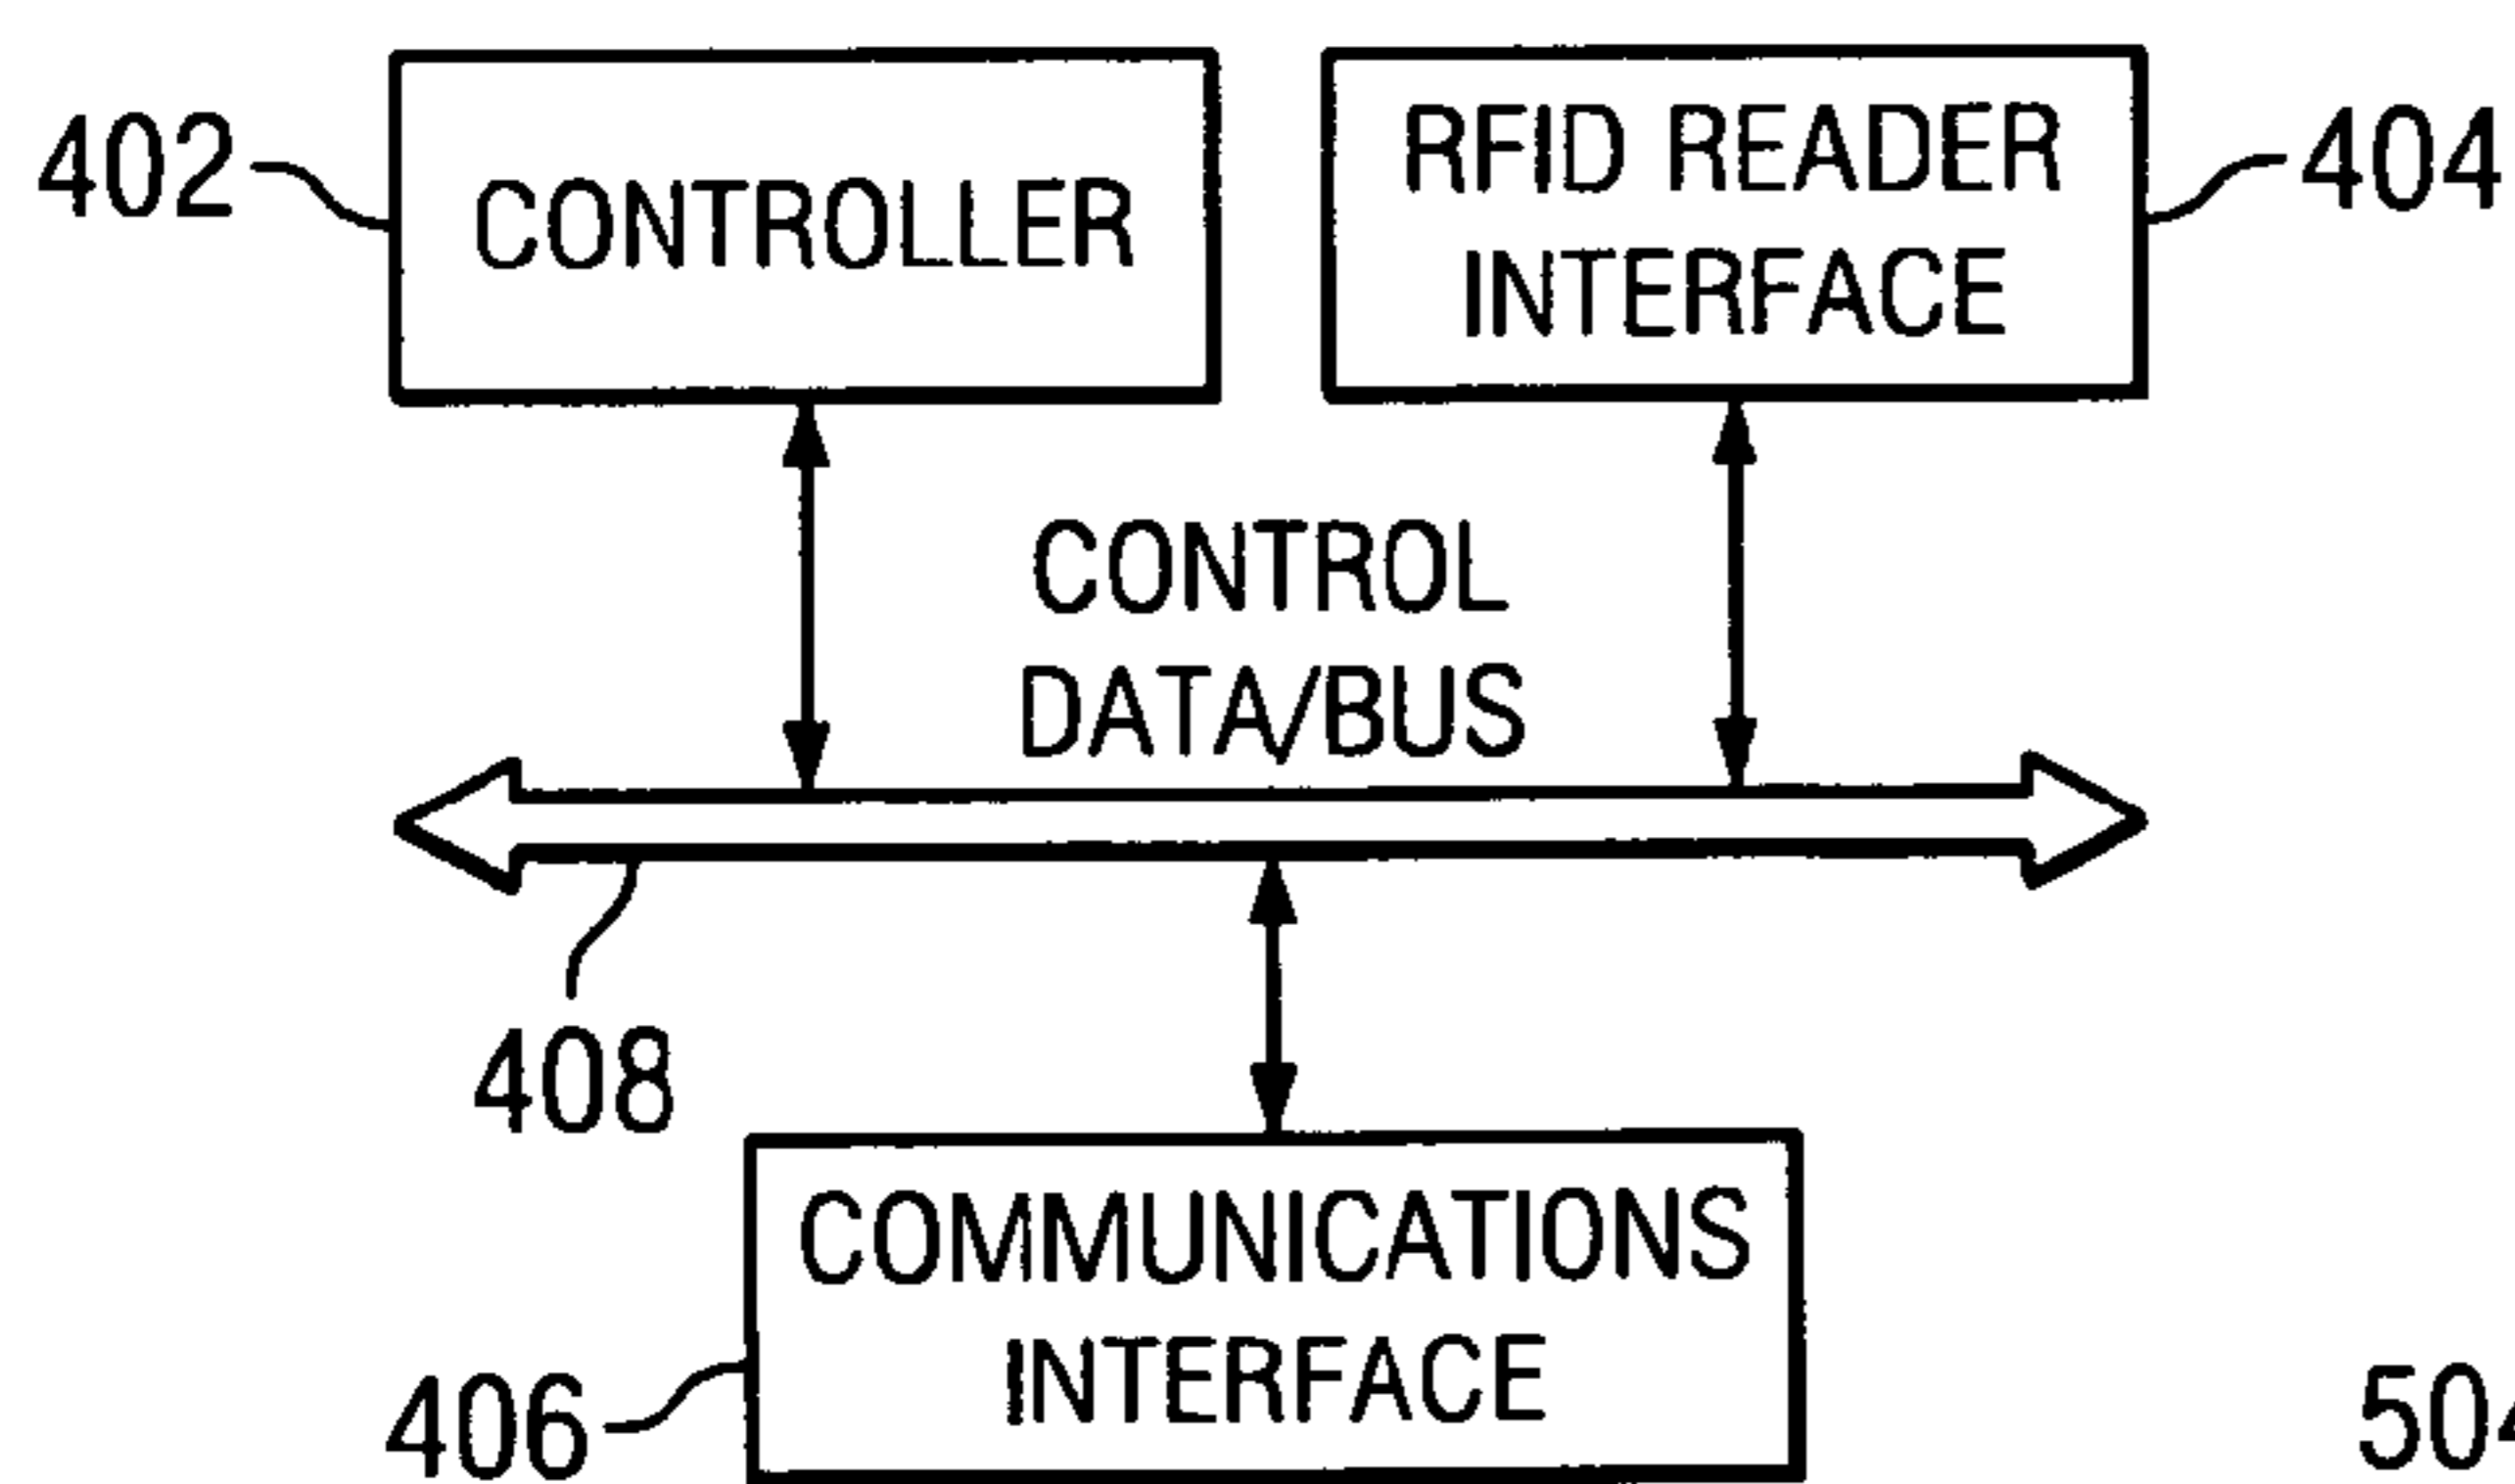 402
CONTROLLER
RFID READER
INTERFACE
404
CONTROL
DATA/BUS
408
COMMUNICATIONS
INTERFACE
406